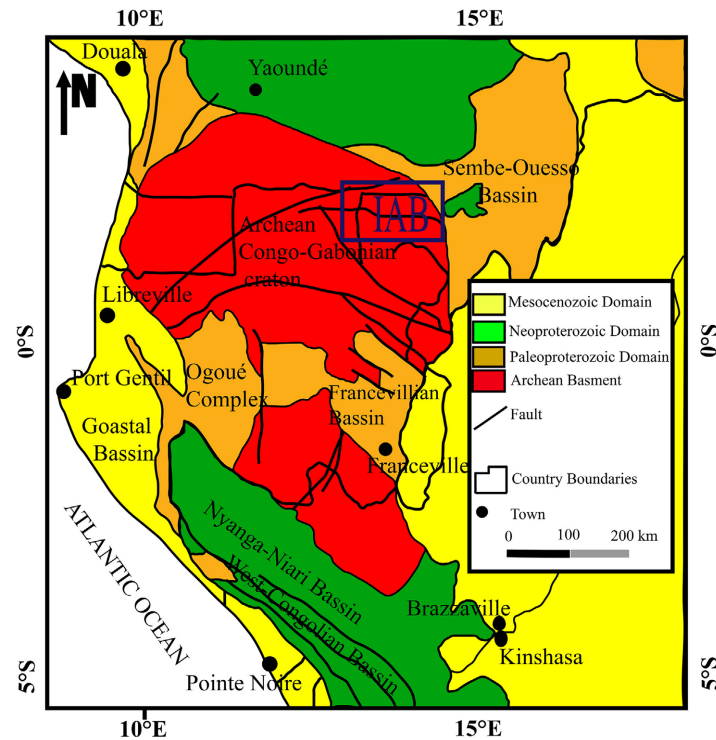 10°E
15°E
Douala
Yaoundé
N
Sembe-Ouesso
Bassin
IAB
Archean
Congo-Gabonian
craton
Libreville
Mesocenozoic Domain
Neoproterozoic Domain
Paleoproterozoic Domain
Archean Basment
Fault
Country Boundaries
Town
0
100
200 km
0°S
0°S
Port Gentil
Ogoué
Complex
Francevillian
Bassin
Goastal
Bassin
Franceville
Nyanga-Niari Bassin
West-Congolian Bassin
ATLANTIC OCEAN
Brazzaville
Kinshasa
Pointe Noire
5°S
5°S
10°E
15°E